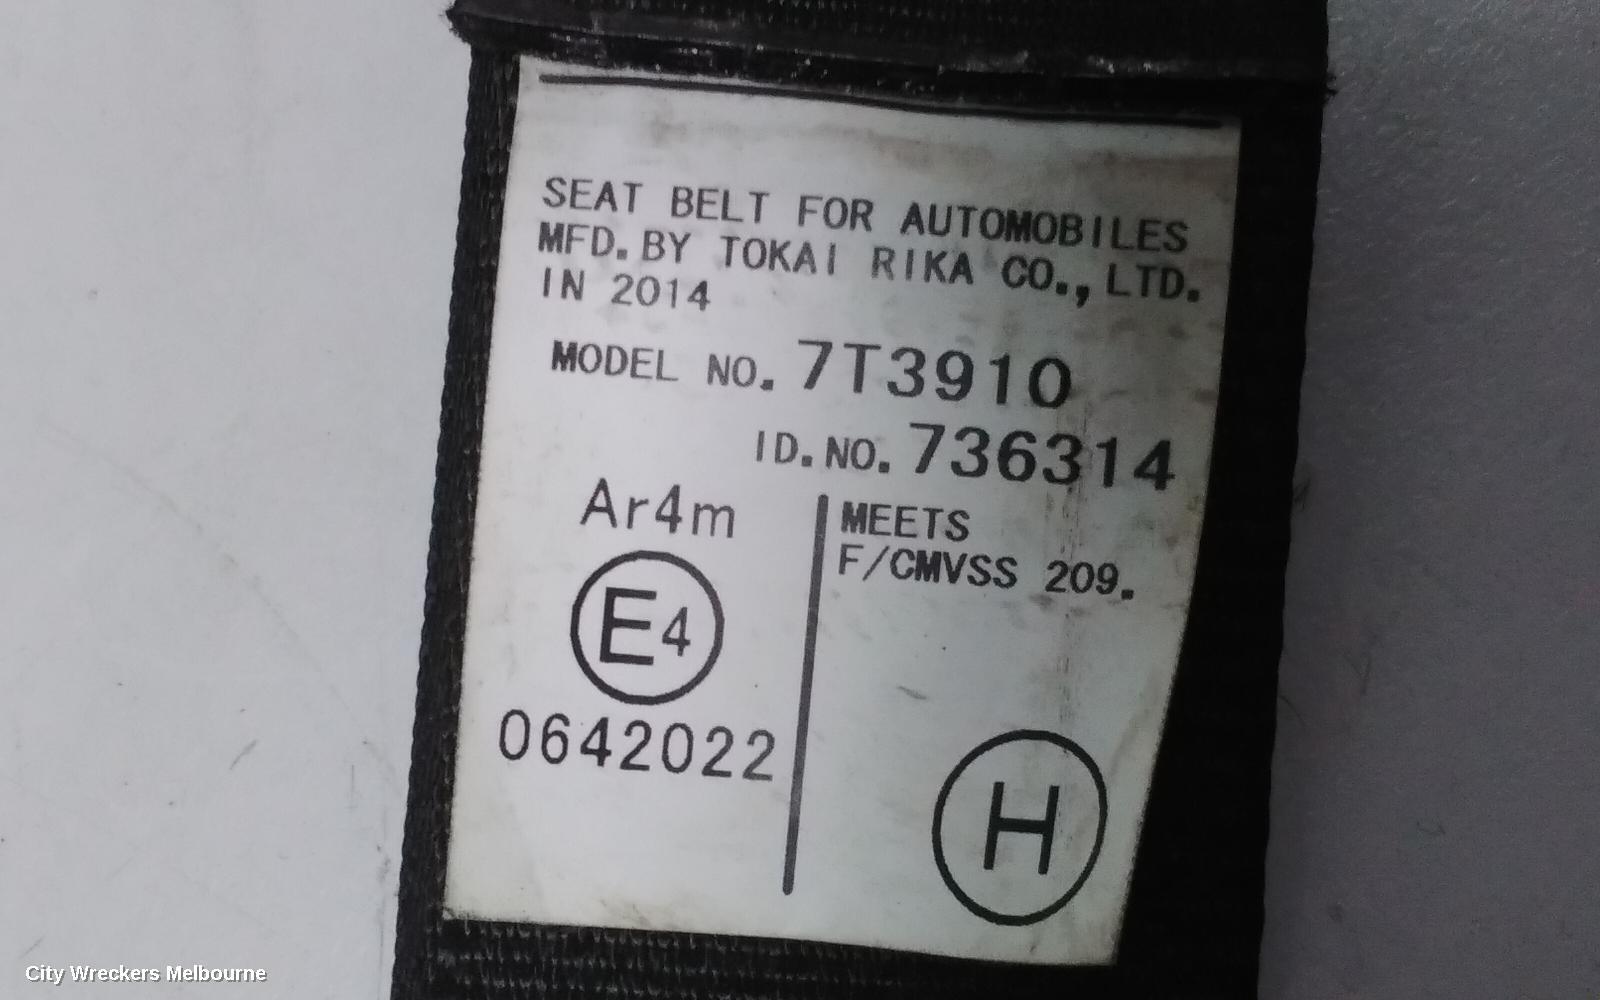 SEAT BELT FOR AUTOMOBILES
MFD. BY TOKAI RIKA CO., LTD.
IN 2014
MODEL NO. 7T3910
ID. NO. 736314
Ar4m
E4
0642022
MEETS
F/CMVSS 209.
H
City Wreckers Melbourne